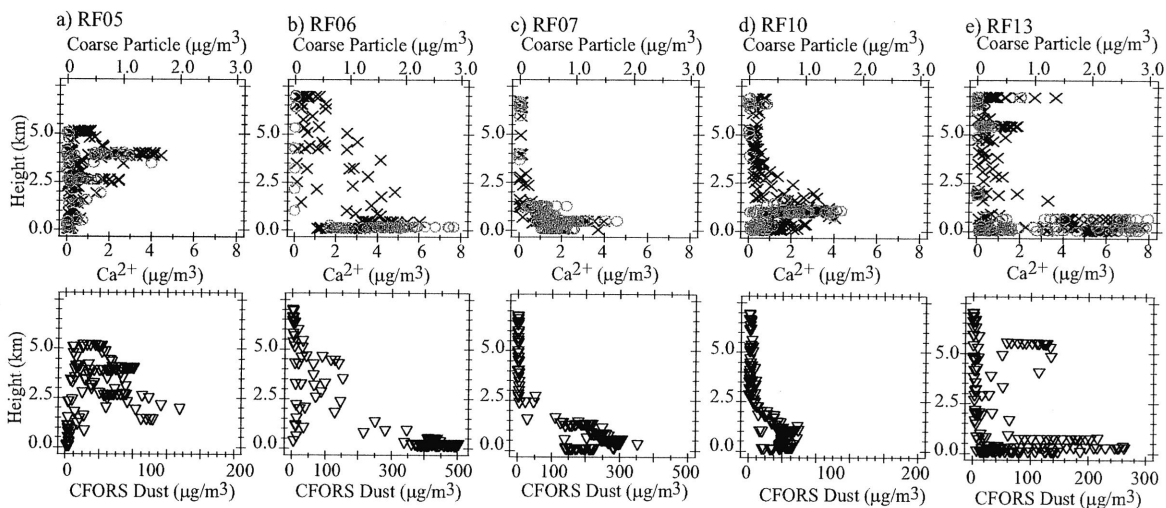 a) RF05 b) RF06 c) RF07 d) RF10 e) RF13
Coarse Particle (µg/m³) Coarse Particle (µg/m³) Coarse Particle (µg/m³) Coarse Particle (µg/m³) Coarse Particle (µg/m³)
0 1.0 2.0 0 1.0 2.0 3.0 0 1.0 2.0 3.0 0 1.0 2.0 3.0 0 1.0 2.0 3.0
5.0 5.0 5.0 5.0 5.0
Height (km)
2.5 2.5 2.5 2.5 2.5
0.0 0.0 0.0 0.0 0.0
0 2 4 6 8 0 2 4 6 8 0 2 4 6 8 0 2 4 6 8 0 2 4 6 8
Ca²⁺ (µg/m3) Ca²⁺ (µg/m3) Ca²⁺ (µg/m3) Ca²⁺ (µg/m3) Ca²⁺ (µg/m3)
5.0 5.0 5.0 5.0 5.0
Height (km)
2.5 2.5 2.5 2.5 2.5
0.0 0.0 0.0 0.0 0.0
0 100 200 0 100 200 300 400 500 0 100 300 500 0 50 100 150 200 0 50 100 150 200 250 300
CFORS Dust (µg/m³) CFORS Dust (µg/m³) CFORS Dust (µg/m³) CFORS Dust (µg/m³) CFORS Dust (µg/m³)